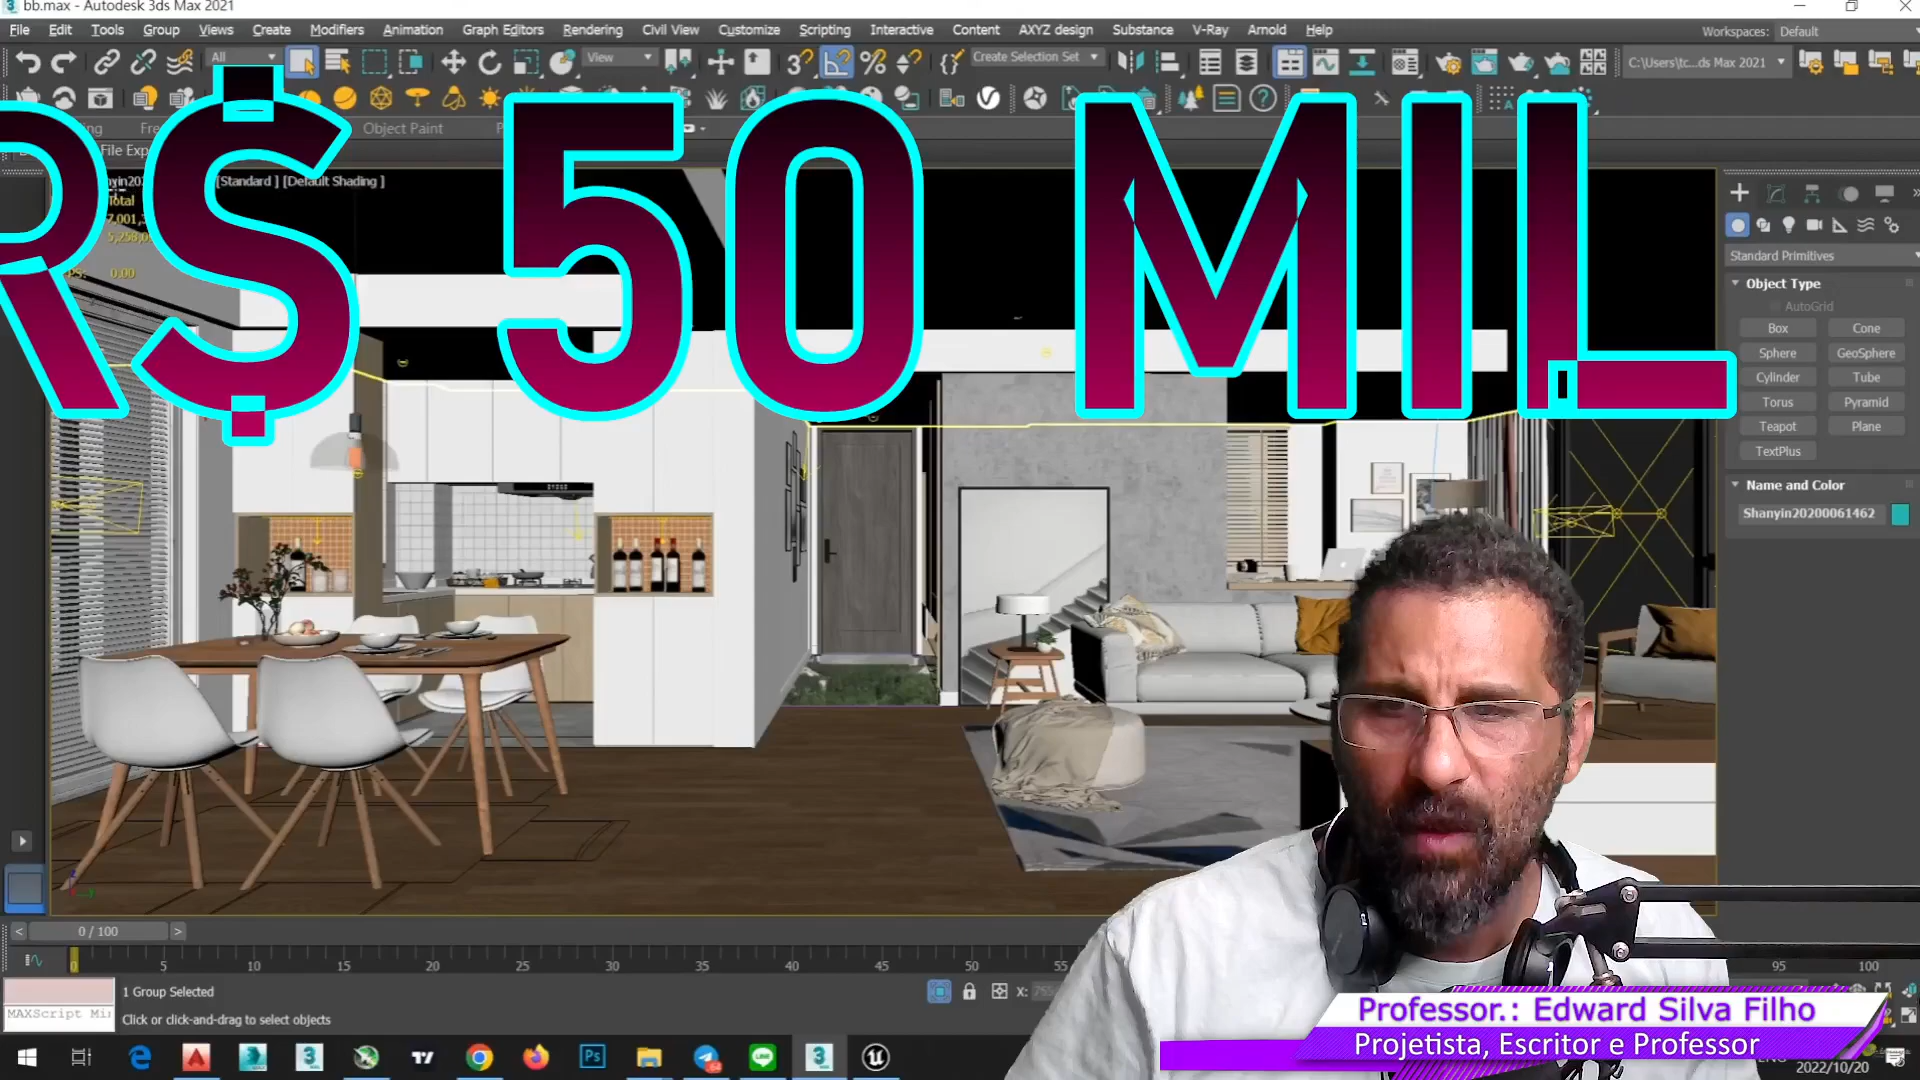 bb.max - Autodesk 3ds Max 2021
File Edit Tools Group Views Create Modifiers Animation Graph Editors Rendering Civil View Customize Scripting Interactive Content AXYZ design Substance V-Ray Arnold Help
Workspaces: Default
All
View
Create Selection Set
C:\Users\tc...ds Max 2021
R$ 50 MIL
Object Paint
File Exp
[Standard ] [Default Shading ]
Total
0.00
Standard Primitives
Object Type
AutoGrid
Box Cone
Sphere GeoSphere
Cylinder Tube
Torus Pyramid
Teapot Plane
TextPlus
Name and Color
Shanyin20200061462
< 0 / 100 >
0 5 10 15 20 25 30 35 40 45 50 55 95 100
1 Group Selected
X:
MAXScript Mi:
Click or click-and-drag to select objects
Professor.: Edward Silva Filho
Projetista, Escritor e Professor
2022/10/20